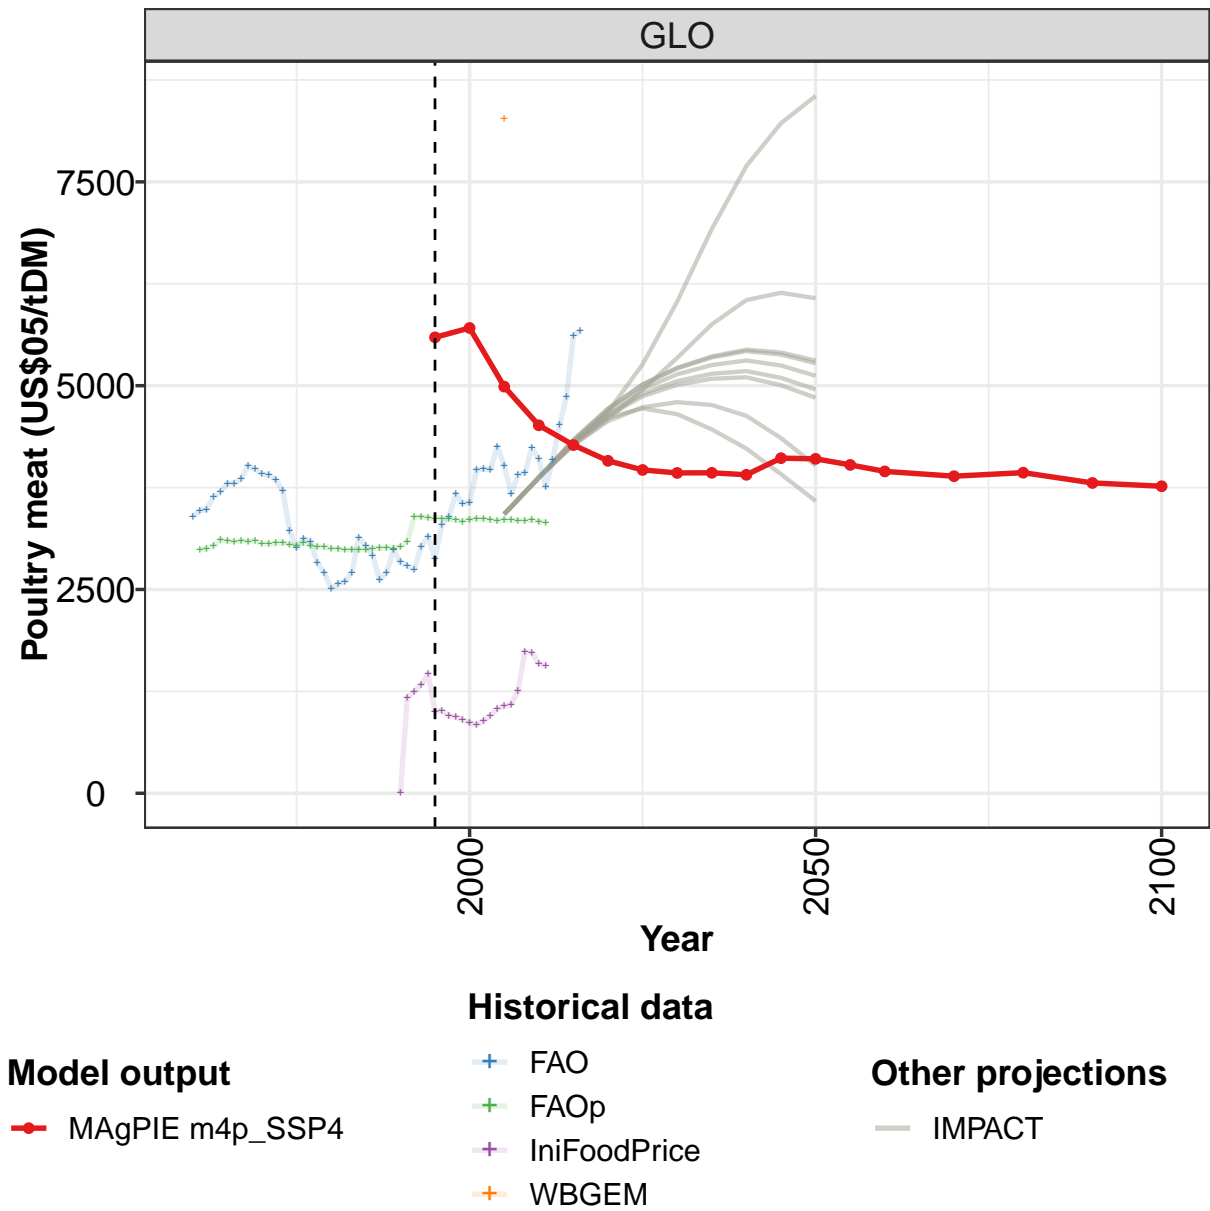 GLO
Poultry meat (US$05/tDM)
7500
5000
2500
0
2000
2050
2100
Year
Historical data
Model output
Other projections
FAO
FAOp
IniFoodPrice
WBGEM
MAgPIE m4p_SSP4
IMPACT